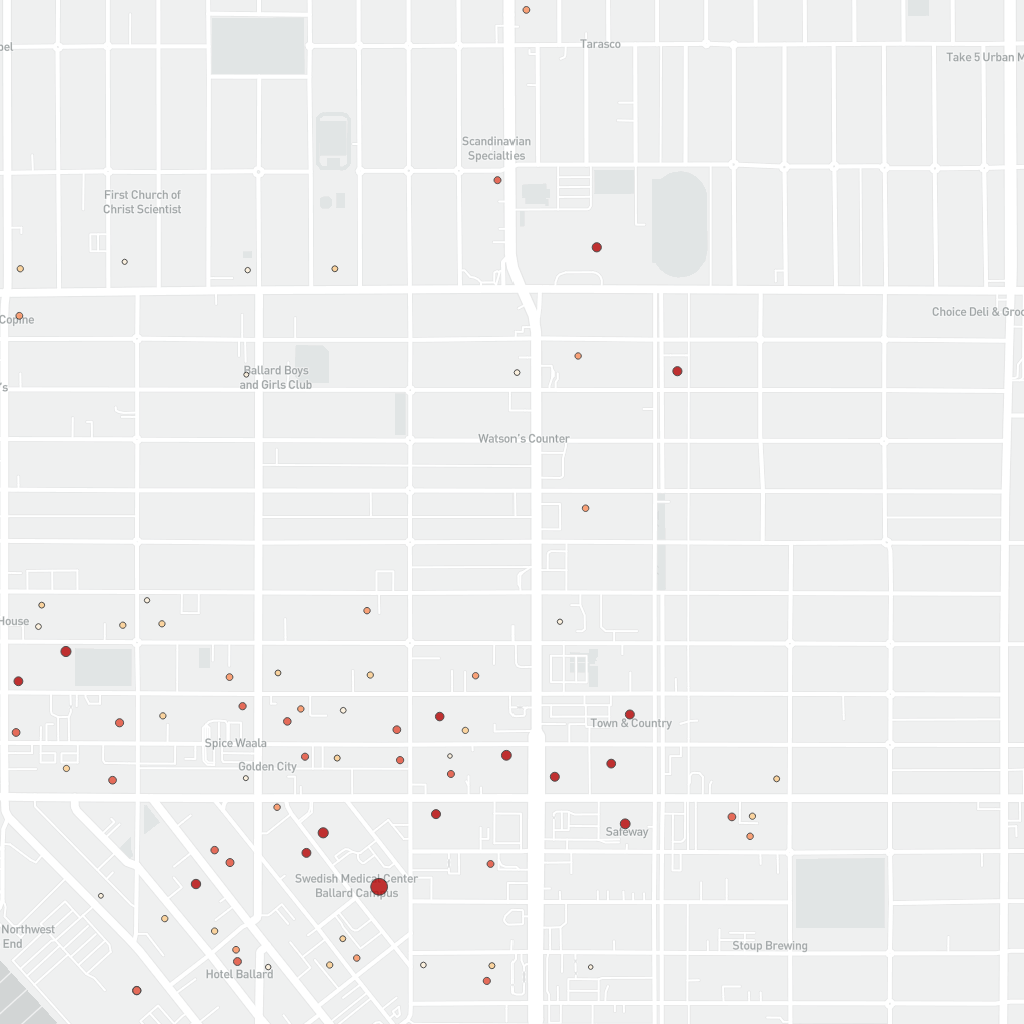 Tarasco
Take 5 Urban M
Scandinavian
Specialties
First Church of
Christ Scientist
Copine
Choice Deli & Groc
Ballard Boys
and Girls Club
Watson's Counter
House
Town & Country
Spice Waala
Golden City
Safeway
Swedish Medical Center
Ballard Campus
Northwest
End
Stoup Brewing
Hotel Ballard